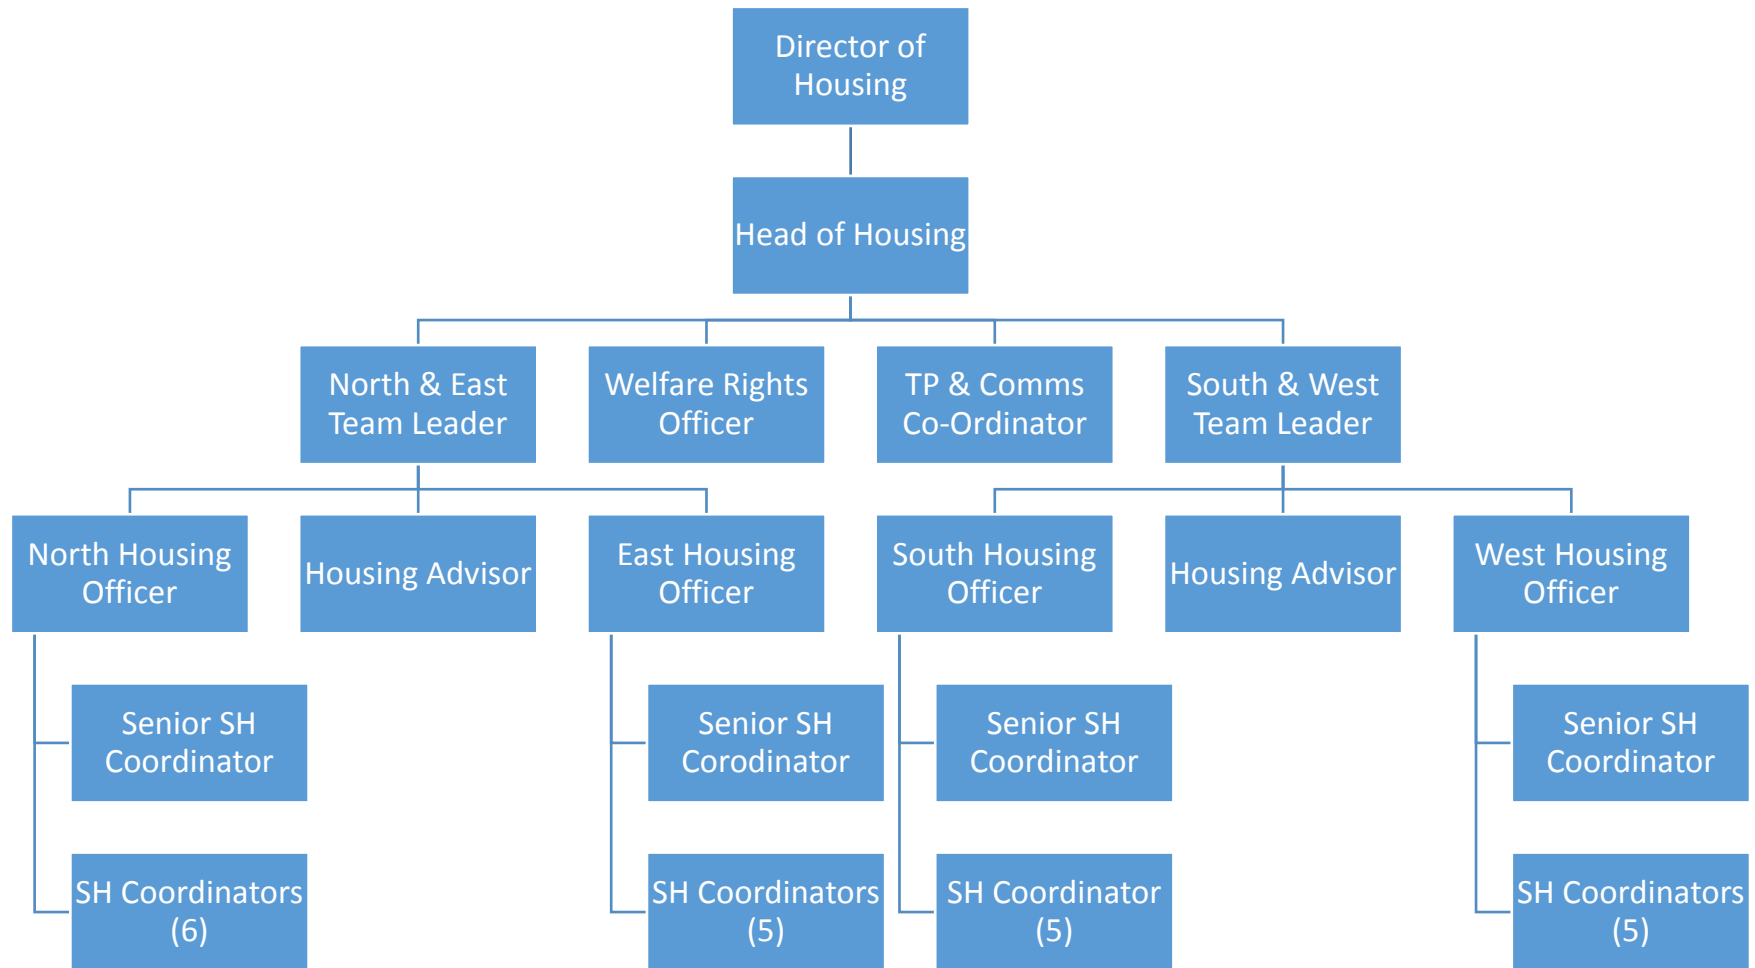 Director of
Housing
Head of Housing
North & East
Team Leader
Welfare Rights
Officer
TP & Comms
Co-Ordinator
South & West
Team Leader
North Housing
Officer
Housing Advisor
East Housing
Officer
South Housing
Officer
Housing Advisor
West Housing
Officer
Senior SH
Coordinator
Senior SH
Corodinator
Senior SH
Coordinator
Senior SH
Coordinator
SH Coordinators
(6)
SH Coordinators
(5)
SH Coordinator
(5)
SH Coordinators
(5)